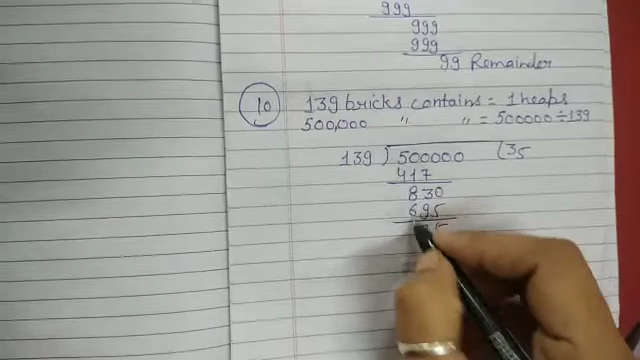 999
999
999
99 Remainder
10 139 bricks contains = 1 heaps
500,000 " " = 500000 ÷ 139
139 ) 500000 ( 35
417
830
695